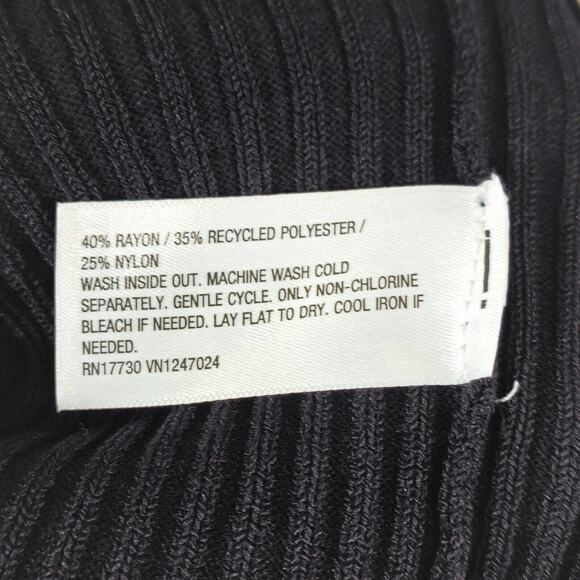 40% RAYON / 35% RECYCLED POLYESTER /
25% NYLON
WASH INSIDE OUT. MACHINE WASH COLD
SEPARATELY. GENTLE CYCLE. ONLY NON-CHLORINE
BLEACH IF NEEDED. LAY FLAT TO DRY. COOL IRON IF
NEEDED.
RN17730 VN1247024